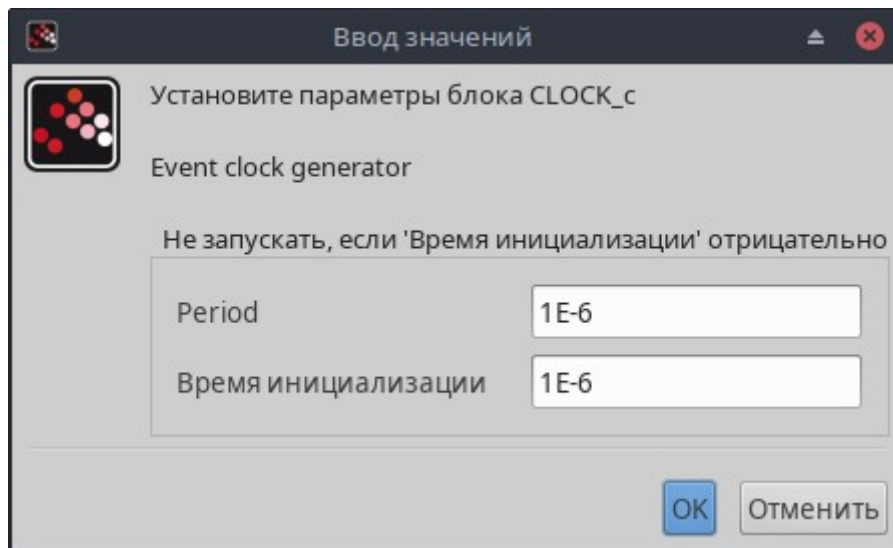 Ввод значений
Установите параметры блока CLOCK_c
Event clock generator
Не запускать, если 'Время инициализации' отрицательно
Period 1E-6
Время инициализации 1E-6
OK Отменить